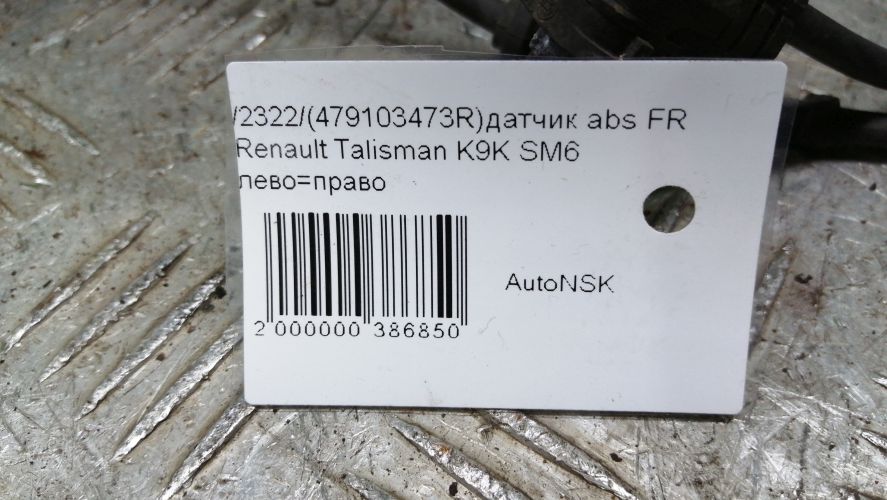 /2322/(479103473R)датчик abs FR
Renault Talisman K9K SM6
лево=право
AutoNSK
2 000000 386850